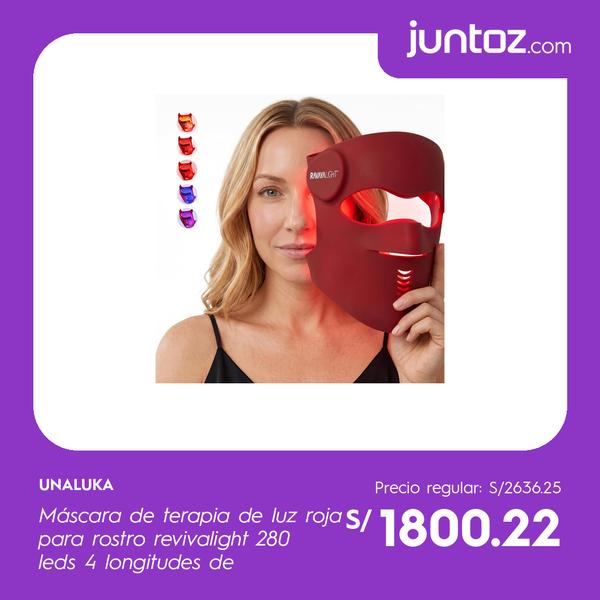 juntoz.com
UNALUKA
Máscara de terapia de luz roja
para rostro revivalight 280
leds 4 longitudes de
Precio regular: S/2636.25
S/1800.22